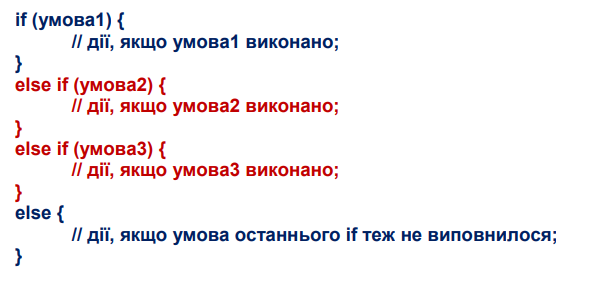 if (умова1) {
// дії, якщо умова1 виконано;
}
else if (умова2) {
// дії, якщо умова2 виконано;
}
else if (умова3) {
// дії, якщо умова3 виконано;
}
else {
// дії, якщо умова останнього if теж не виповнилося;
}